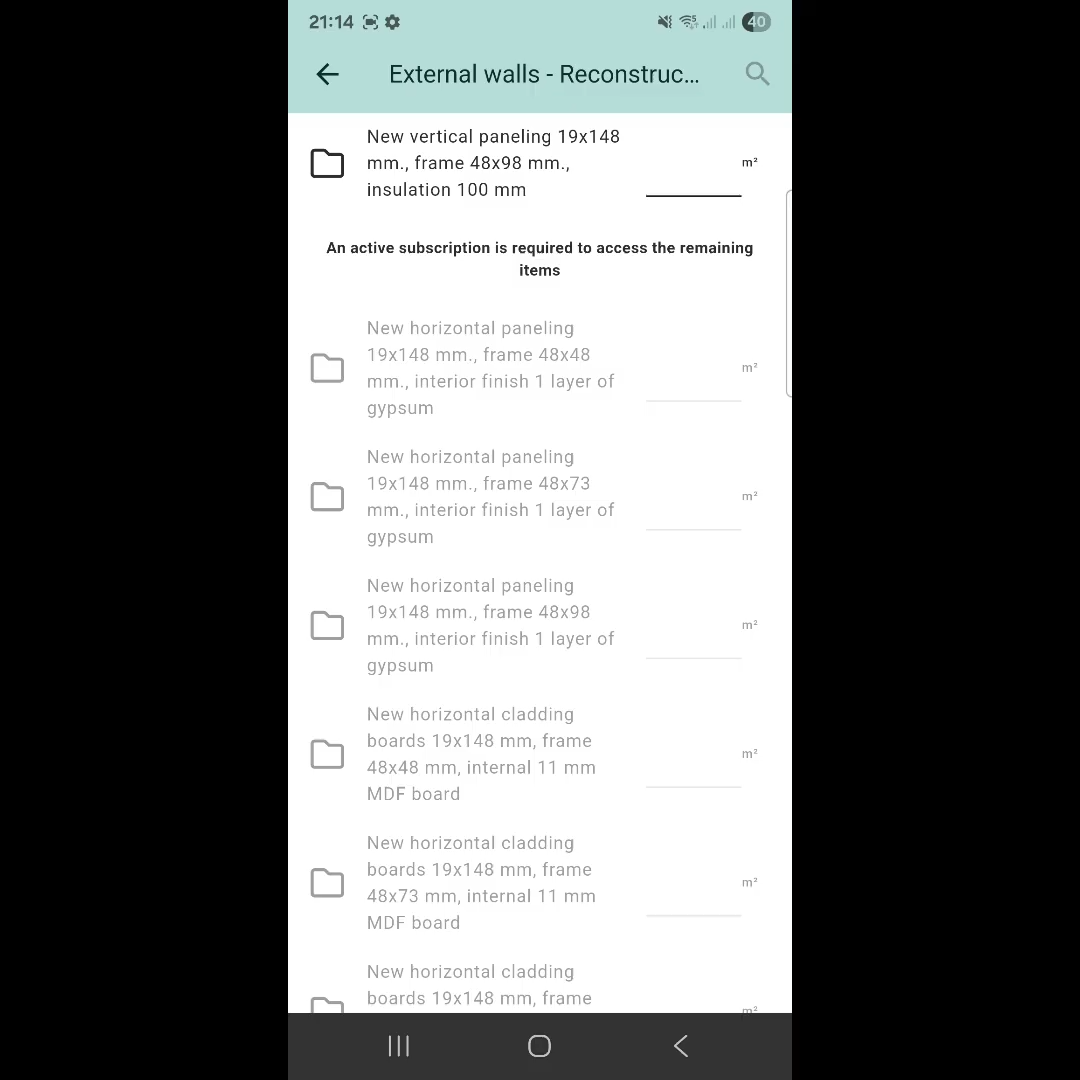 21:14
40
External walls - Reconstruc...
New vertical paneling 19x148
mm., frame 48x98 mm.,
insulation 100 mm
m²
An active subscription is required to access the remaining
items
New horizontal paneling
19x148 mm., frame 48x48
mm., interior finish 1 layer of
gypsum
m²
New horizontal paneling
19x148 mm., frame 48x73
mm., interior finish 1 layer of
gypsum
m²
New horizontal paneling
19x148 mm., frame 48x98
mm., interior finish 1 layer of
gypsum
m²
New horizontal cladding
boards 19x148 mm, frame
48x48 mm, internal 11 mm
MDF board
m²
New horizontal cladding
boards 19x148 mm, frame
48x73 mm, internal 11 mm
MDF board
m²
New horizontal cladding
boards 19x148 mm, frame
m²